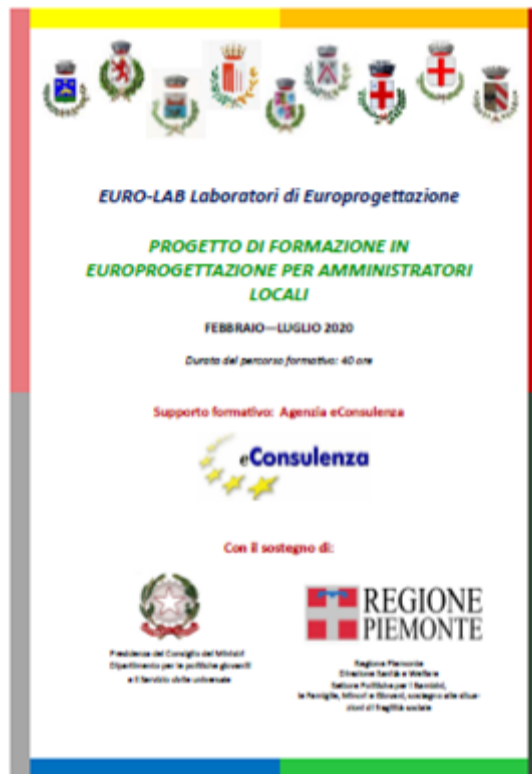 EURO-LAB Laboratori di Europrogettazione
PROGETTO DI FORMAZIONE IN
EUROPROGETTAZIONE PER AMMINISTRATORI
LOCALI
FEBBRAIO—LUGLIO 2020
Durata del percorso formativo: 40 ore
Supporto formativo: Agenzia eConsulenza
eConsulenza
Con il sostegno di:
REGIONE
PIEMONTE
Presidenza del Consiglio dei Ministri
Dipartimento per le politiche giovanili
e il Servizio civile universale
Regione Piemonte
Direzione Sanità e Welfare
Settore Politiche per i Bambini,
le Famiglie, Minori e Giovani, sostegno alle situa-
zioni di fragilità sociale